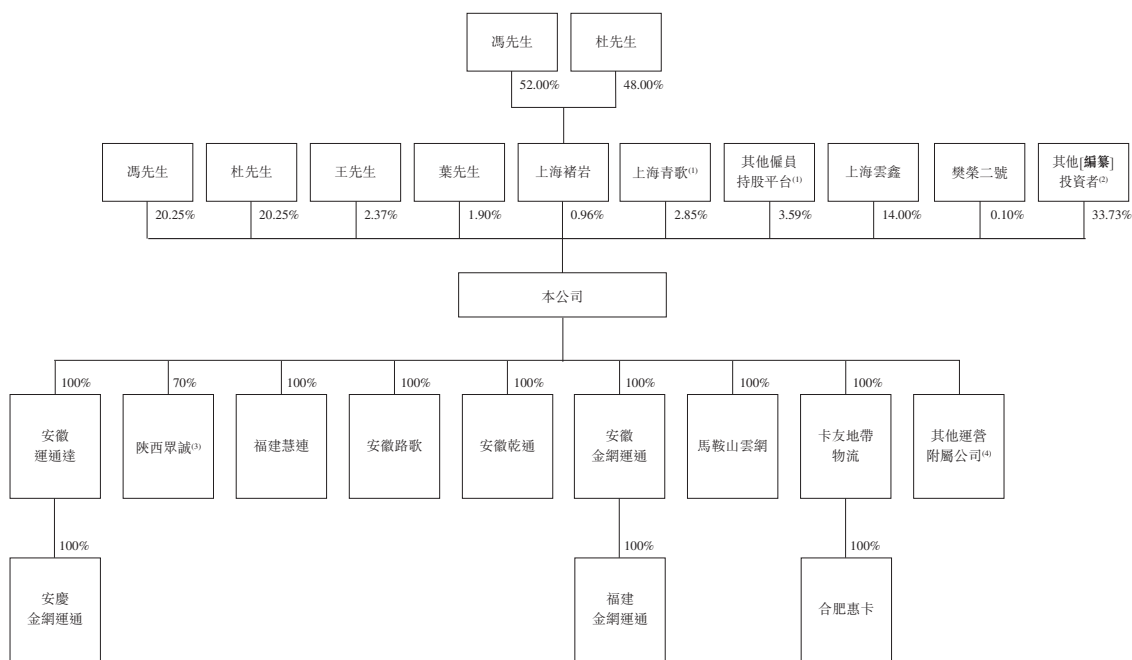 馮先生
杜先生
52.00%
48.00%
馮先生
杜先生
王先生
葉先生
上海褚岩
上海青歌(1)
其他僱員
持股平台(1)
上海雲鑫
樊榮二號
其他[編纂]
投資者(2)
20.25%
20.25%
2.37%
1.90%
0.96%
2.85%
3.59%
14.00%
0.10%
33.73%
本公司
100%
70%
100%
100%
100%
100%
100%
100%
安徽
運通達
陝西眾誠(3)
福建慧連
安徽路歌
安徽乾通
安徽
金網運通
馬鞍山雲網
卡友地帶
物流
其他運營
附屬公司(4)
100%
100%
100%
安慶
金網運通
福建
金網運通
合肥惠卡